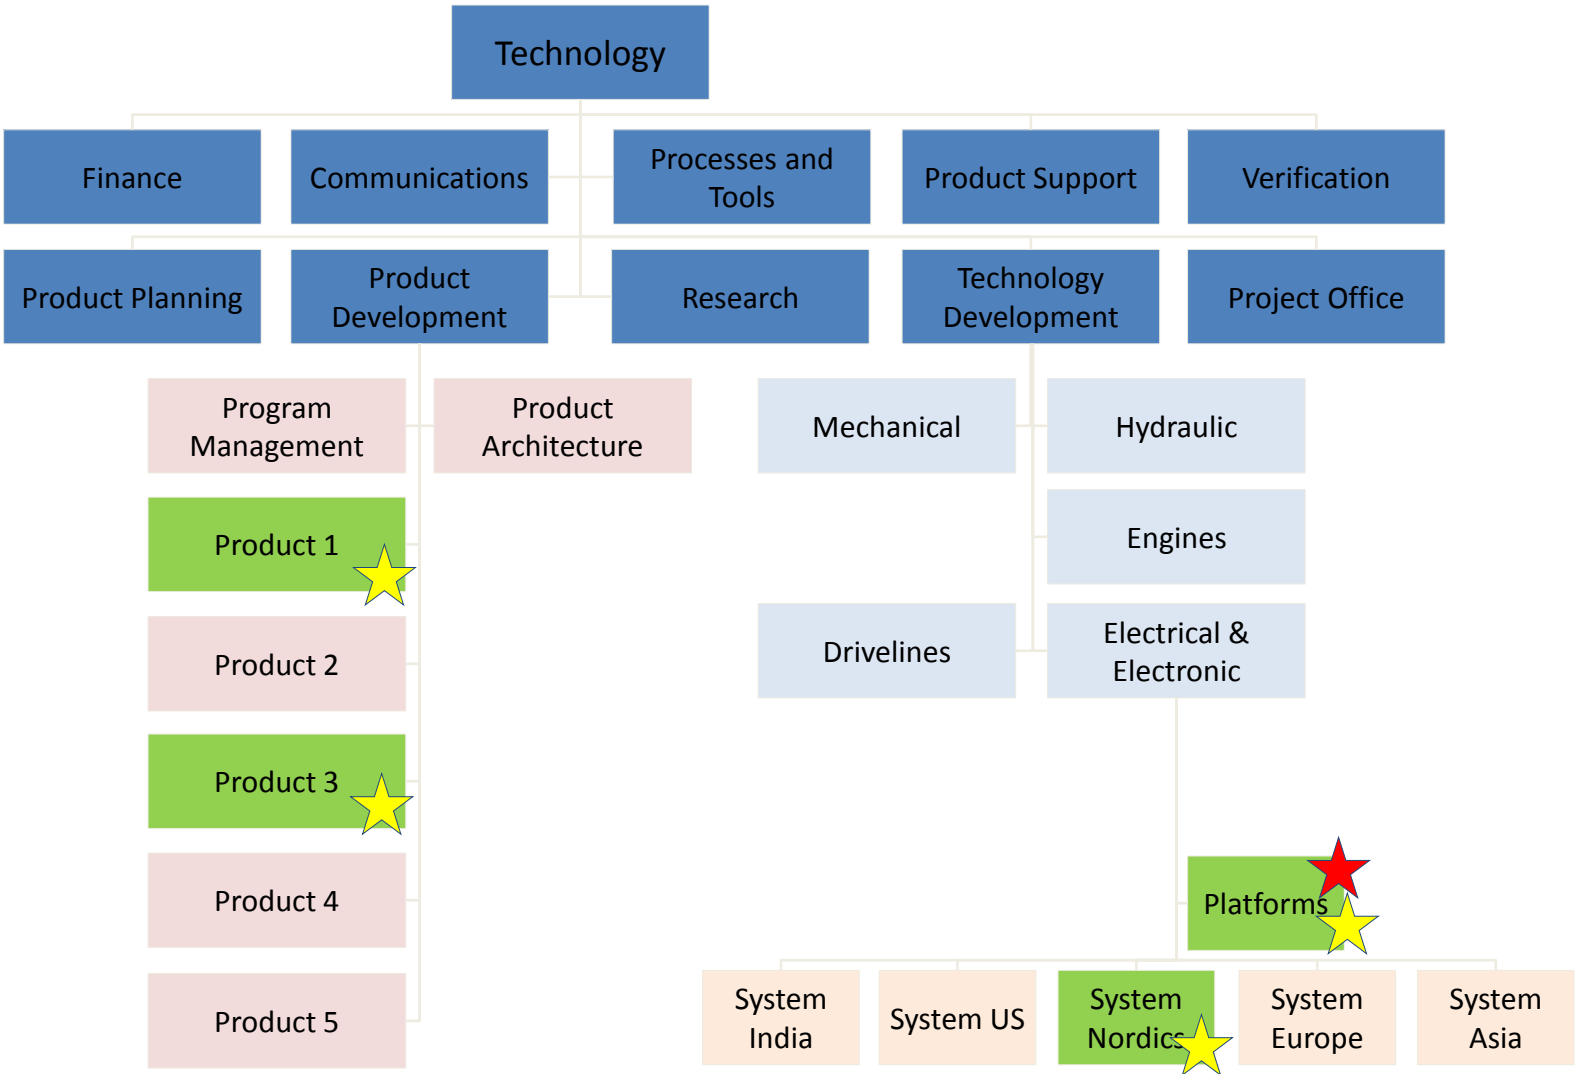 Technology
Finance
Communications
Processes and
Tools
Product Support
Verification
Product Planning
Product
Development
Research
Technology
Development
Project Office
Program
Management
Product
Architecture
Mechanical
Hydraulic
Product 1
Engines
Product 2
Drivelines
Electrical &
Electronic
Product 3
Product 4
Platforms
Product 5
System
India
System US
System
Nordics
System
Europe
System
Asia